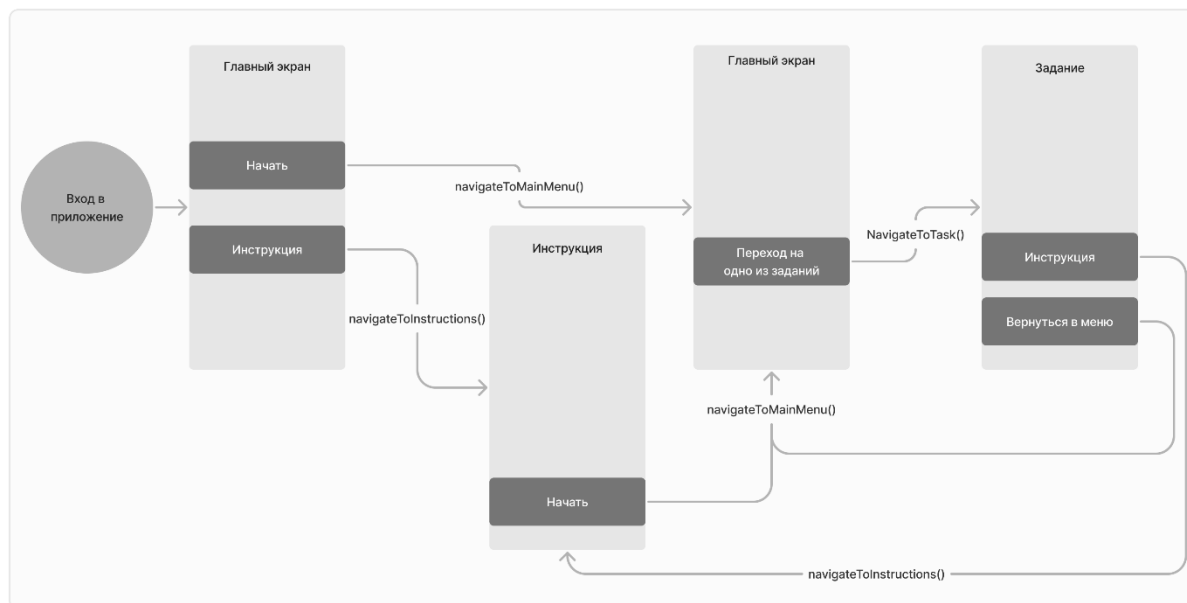 Вход в
приложение
Главный экран
Начать
Инструкция
navigateToMainMenu()
navigateToInstructions()
Инструкция
Начать
Главный экран
Переход на
одно из заданий
navigateToMainMenu()
NavigateToTask()
Задание
Инструкция
Вернуться в меню
navigateToInstructions()